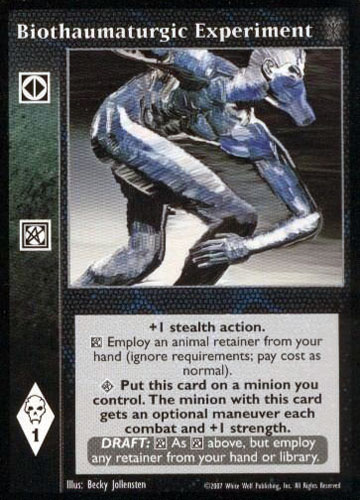 Biothaumaturgic Experiment
+1 stealth action.
Employ an animal retainer from your
hand (ignore requirements; pay cost as
normal).
Put this card on a minion you
control. The minion with this card
gets an optional maneuver each
combat and +1 strength.
DRAFT: As above, but employ
any retainer from your hand or library.
1
Illus: Becky Jollensten
©2007 White Wolf Publishing, Inc. All Rights Reserved